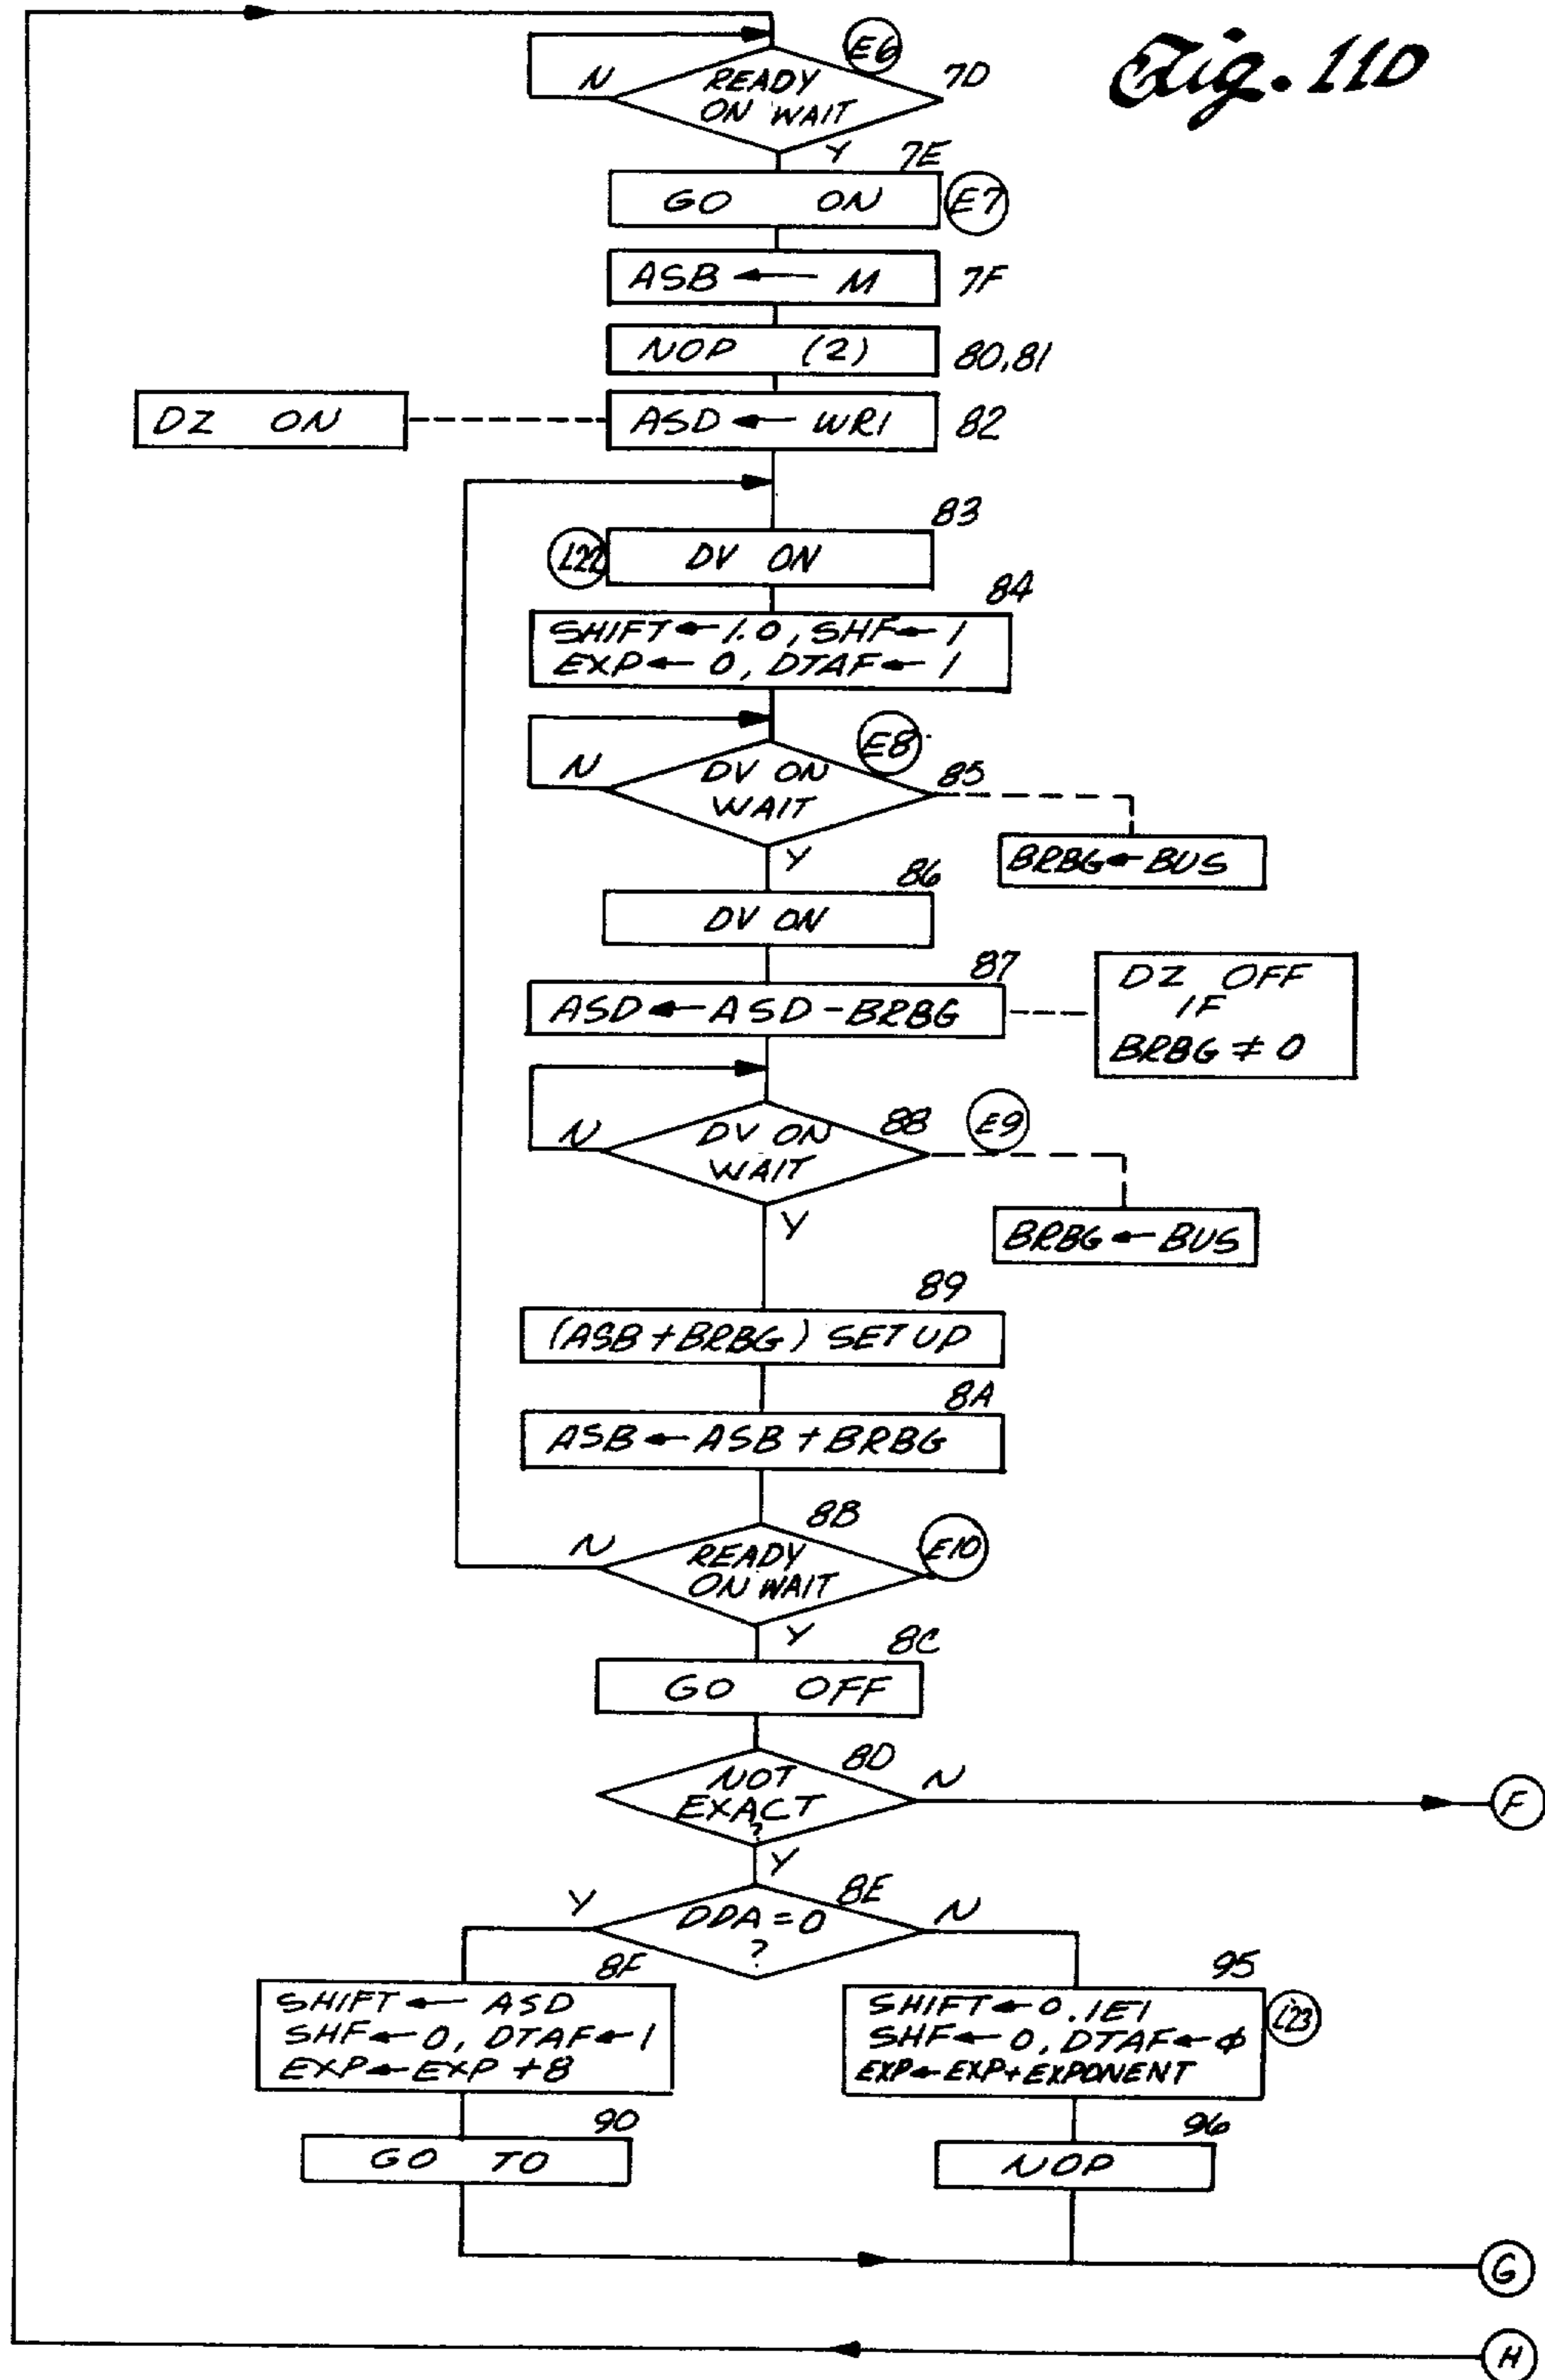 Fig. 11D
E6
7D
READY
ON WAIT
N
Y
7E
GO ON
E7
ASB ← M
7F
NOP (2)
80,81
DZ ON
ASD ← WR1
82
83
L22
DV ON
84
SHIFT ← 1.0, SHF ← 1
EXP ← 0, DTAF ← 1
E8
N
DV ON
WAIT
85
Y
BRBG ← BUS
86
DV ON
87
ASD ← ASD - BRBG
DZ OFF
IF
BRBG ≠ 0
N
DV ON
WAIT
88
E9
Y
BRBG ← BUS
89
(ASB + BRBG) SET UP
8A
ASB ← ASB + BRBG
8B
N
READY
ON WAIT
E10
Y
8C
GO OFF
8D
NOT
EXACT
?
N
F
Y
8E
Y
DDA = 0
?
N
8F
SHIFT ← ASD
SHF ← 0, DTAF ← 1
EXP ← EXP + 8
95
SHIFT ← 0.1E1
SHF ← 0, DTAF ← φ
EXP ← EXP + EXPONENT
L23
90
GO TO
96
NOP
G
H